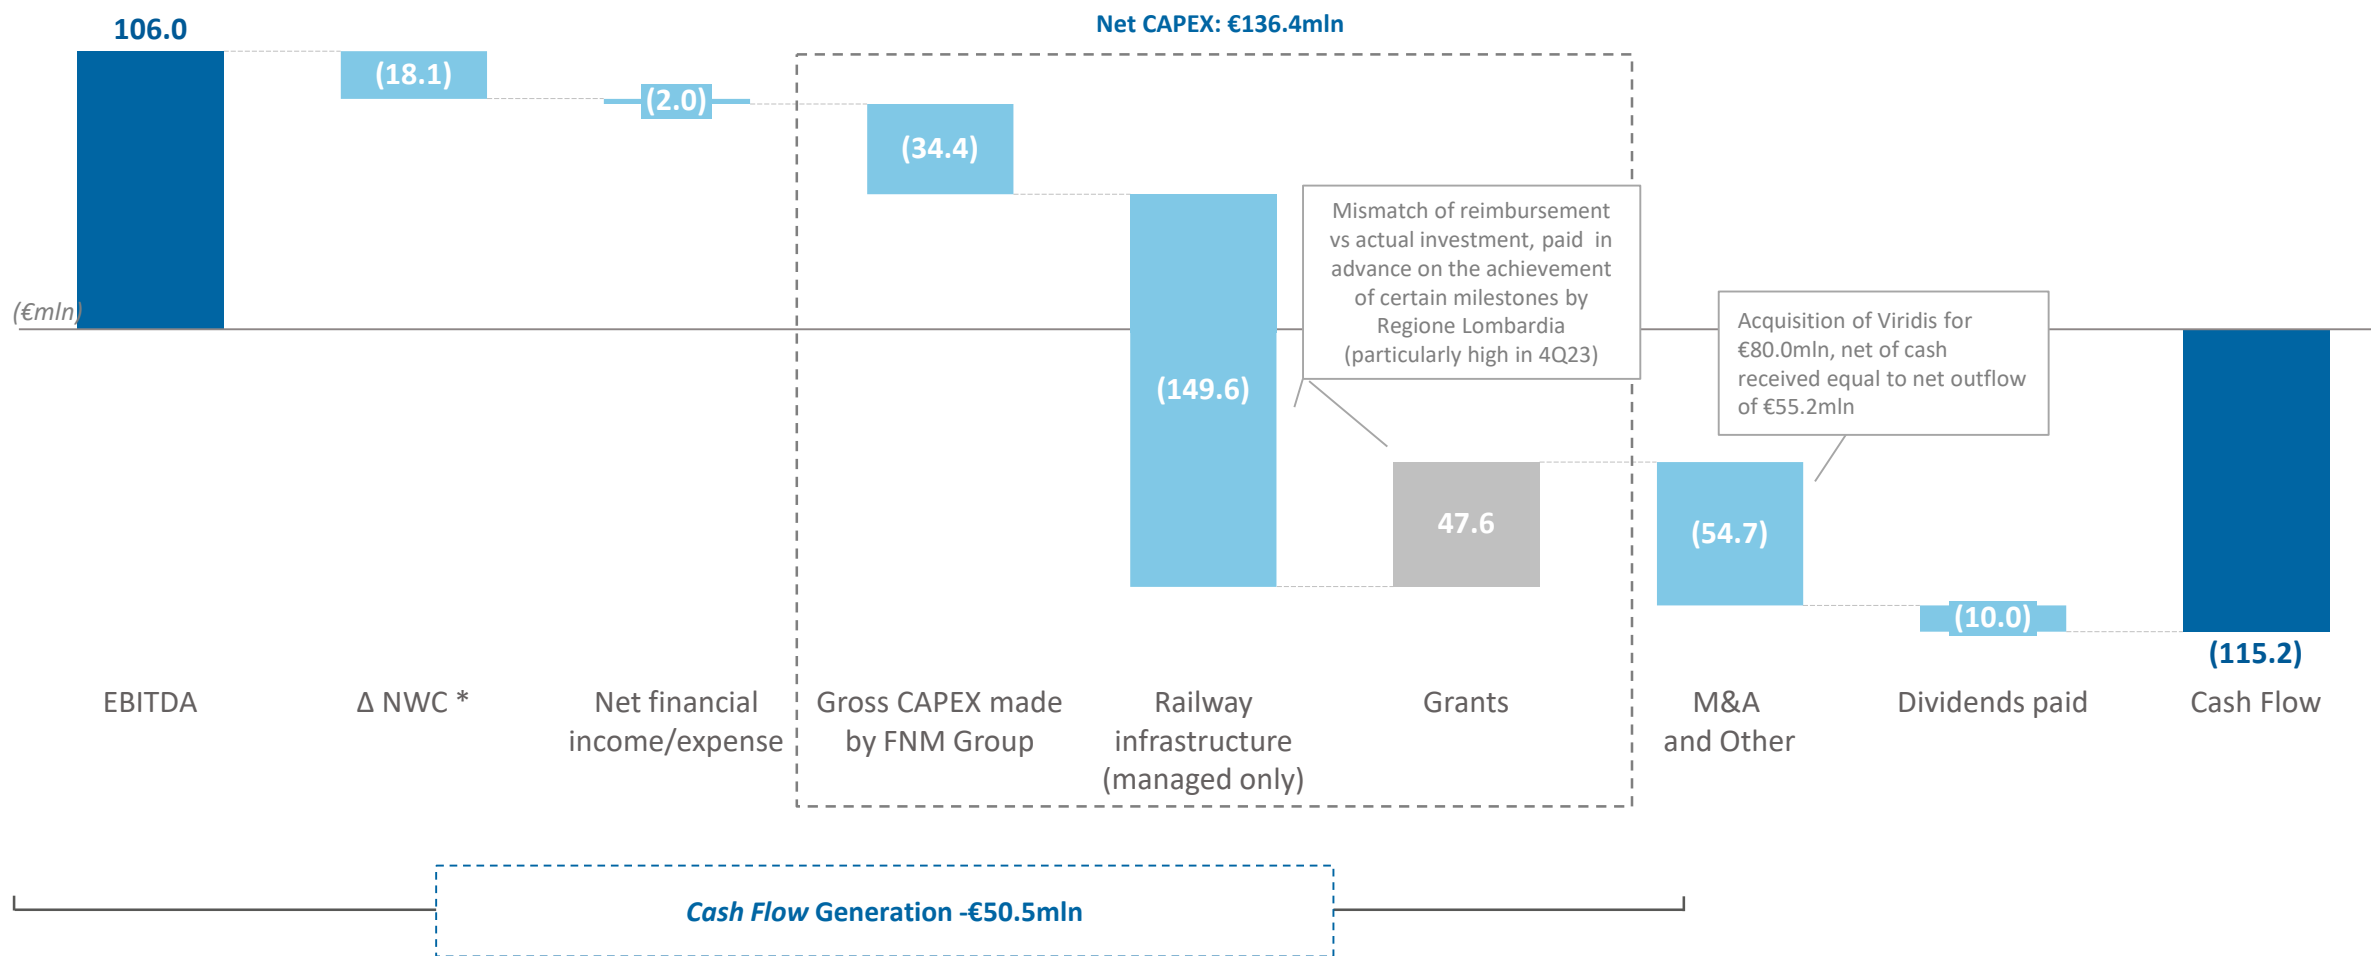 Net CAPEX: €136.4mln
106.0
(18.1)
(2.0)
(34.4)
(149.6)
47.6
(54.7)
(10.0)
(115.2)
(€mln)
Mismatch of reimbursement
vs actual investment, paid in
advance on the achievement
of certain milestones by
Regione Lombardia
(particularly high in 4Q23)
Acquisition of Viridis for
€80.0mln, net of cash
received equal to net outflow
of €55.2mln
EBITDA
Δ NWC *
Net financial
income/expense
Gross CAPEX made
by FNM Group
Railway
infrastructure
(managed only)
Grants
M&A
and Other
Dividends paid
Cash Flow
Cash Flow Generation -€50.5mln